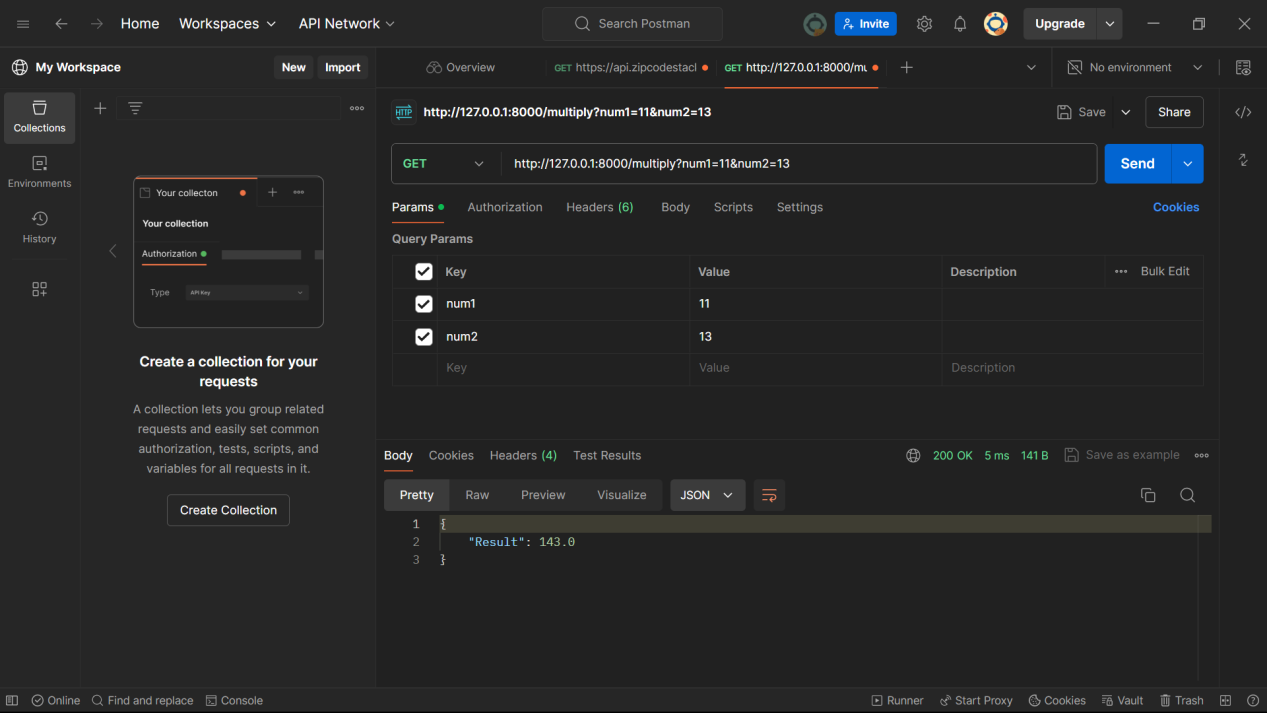 Home Workspaces API Network Search Postman Invite Upgrade
My Workspace New Import Overview GET https://api.zipcodestacl GET http://127.0.0.1:8000/mu No environment
Collections
Environments
History
Your collecton
Your collection
Authorization
Type API Key
Create a collection for your
requests
A collection lets you group related
requests and easily set common
authorization, tests, scripts, and
variables for all requests in it.
Create Collection
HTTP http://127.0.0.1:8000/multiply?num1=11&num2=13 Save Share
GET http://127.0.0.1:8000/multiply?num1=11&num2=13 Send
Params Authorization Headers (6) Body Scripts Settings Cookies
Query Params
Key Value Description Bulk Edit
num1 11
num2 13
Key Value Description
Body Cookies Headers (4) Test Results 200 OK 5 ms 141 B Save as example
Pretty Raw Preview Visualize JSON
1 {
2 "Result": 143.0
3 }
Online Find and replace Console Runner Start Proxy Cookies Vault Trash